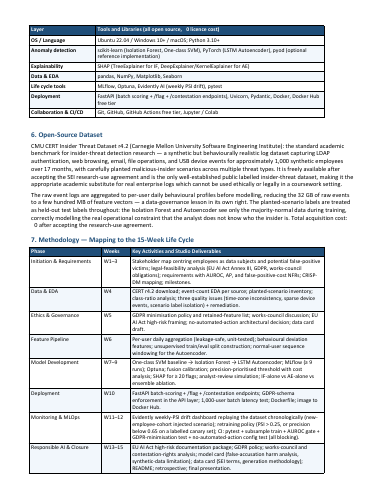 Layer Tools and Libraries (all open source, 0 licence cost)
OS / Language Ubuntu 22.04 / Windows 10+ / macOS; Python 3.10+
Anomaly detection scikit-learn (Isolation Forest, One-class SVM), PyTorch (LSTM Autoencoder), pyod (optional
reference implementation)
Explainability SHAP (TreeExplainer for IF, DeepExplainer/KernelExplainer for AE)
Data & EDA pandas, NumPy, Matplotlib, Seaborn
Life cycle tools MLflow, Optuna, Evidently AI (weekly PSI drift), pytest
Deployment FastAPI (batch scoring + /flag + /contestation endpoints), Uvicorn, Pydantic, Docker, Docker Hub
free tier
Collaboration & CI/CD Git, GitHub, GitHub Actions free tier, Jupyter / Colab
6. Open-Source Dataset
CMU CERT Insider Threat Dataset r4.2 (Carnegie Mellon University Software Engineering Institute): the standard academic
benchmark for insider-threat detection research — a synthetic but behaviourally realistic log dataset capturing LDAP
authentication, web browsing, email, file operations, and USB device events for approximately 1,000 synthetic employees
over 17 months, with carefully planted malicious-insider scenarios across multiple threat types. It is freely available after
accepting the SEI research-use agreement and is the only well-established public labelled insider-threat dataset, making it the
appropriate academic substitute for real enterprise logs which cannot be used ethically or legally in a coursework setting.
The raw event logs are aggregated to per-user daily behavioural profiles before modelling, reducing the 32 GB of raw events
to a few hundred MB of feature vectors — a data-governance lesson in its own right. The planted-scenario labels are treated
as held-out test labels throughout: the Isolation Forest and Autoencoder see only the majority-normal data during training,
correctly modelling the real operational constraint that the analyst does not know who the insider is. Total acquisition cost:
0 after accepting the research-use agreement.
7. Methodology — Mapping to the 15-Week Life Cycle
Phase Weeks Key Activities and Studio Deliverables
Initiation & Requirements W1–3 Stakeholder map centring employees as data subjects and potential false-positive
victims; legal-feasibility analysis (EU AI Act Annex III, GDPR, works-council
obligations); requirements with AUROC, AP, and false-positive-cost NFRs; CRISP-
DM mapping; milestones.
Data & EDA W4 CERT r4.2 download; event-count EDA per source; planted-scenario inventory;
class-ratio analysis; three quality issues (time-zone inconsistency, sparse device
events, scenario label isolation) + remediation.
Ethics & Governance W5 GDPR minimisation policy and retained-feature list; works-council discussion; EU
AI Act high-risk framing; no-automated-action architectural decision; data card
draft.
Feature Pipeline W6 Per-user daily aggregation (leakage-safe, unit-tested); behavioural deviation
features; unsupervised train/eval split construction; normal-user sequence
windowing for the Autoencoder.
Model Development W7–9 One-class SVM baseline → Isolation Forest → LSTM Autoencoder; MLflow (≥ 9
runs); Optuna; fusion calibration; precision-prioritised threshold with cost
analysis; SHAP for ≥ 20 flags; analyst-review simulation; IF-alone vs AE-alone vs
ensemble ablation.
Deployment W10 FastAPI batch-scoring + /flag + /contestation endpoints; GDPR-schema
enforcement in the API layer; 1,000-user batch latency test; Dockerfile; image to
Docker Hub.
Monitoring & MLOps W11–12 Evidently weekly-PSI drift dashboard replaying the dataset chronologically (new-
employee-cohort injected scenario); retraining policy (PSI > 0.25, or precision
below 0.65 on a labelled canary set); CI: pytest + subsample train + AUROC gate +
GDPR-minimisation test + no-automated-action config test (all blocking).
Responsible AI & Closure W13–15 EU AI Act high-risk documentation package; GDPR policy; works-council and
contestation-rights analysis; model card (false-accusation harm analysis,
synthetic-data limitation); data card (SEI terms, generation methodology);
README; retrospective; final presentation.